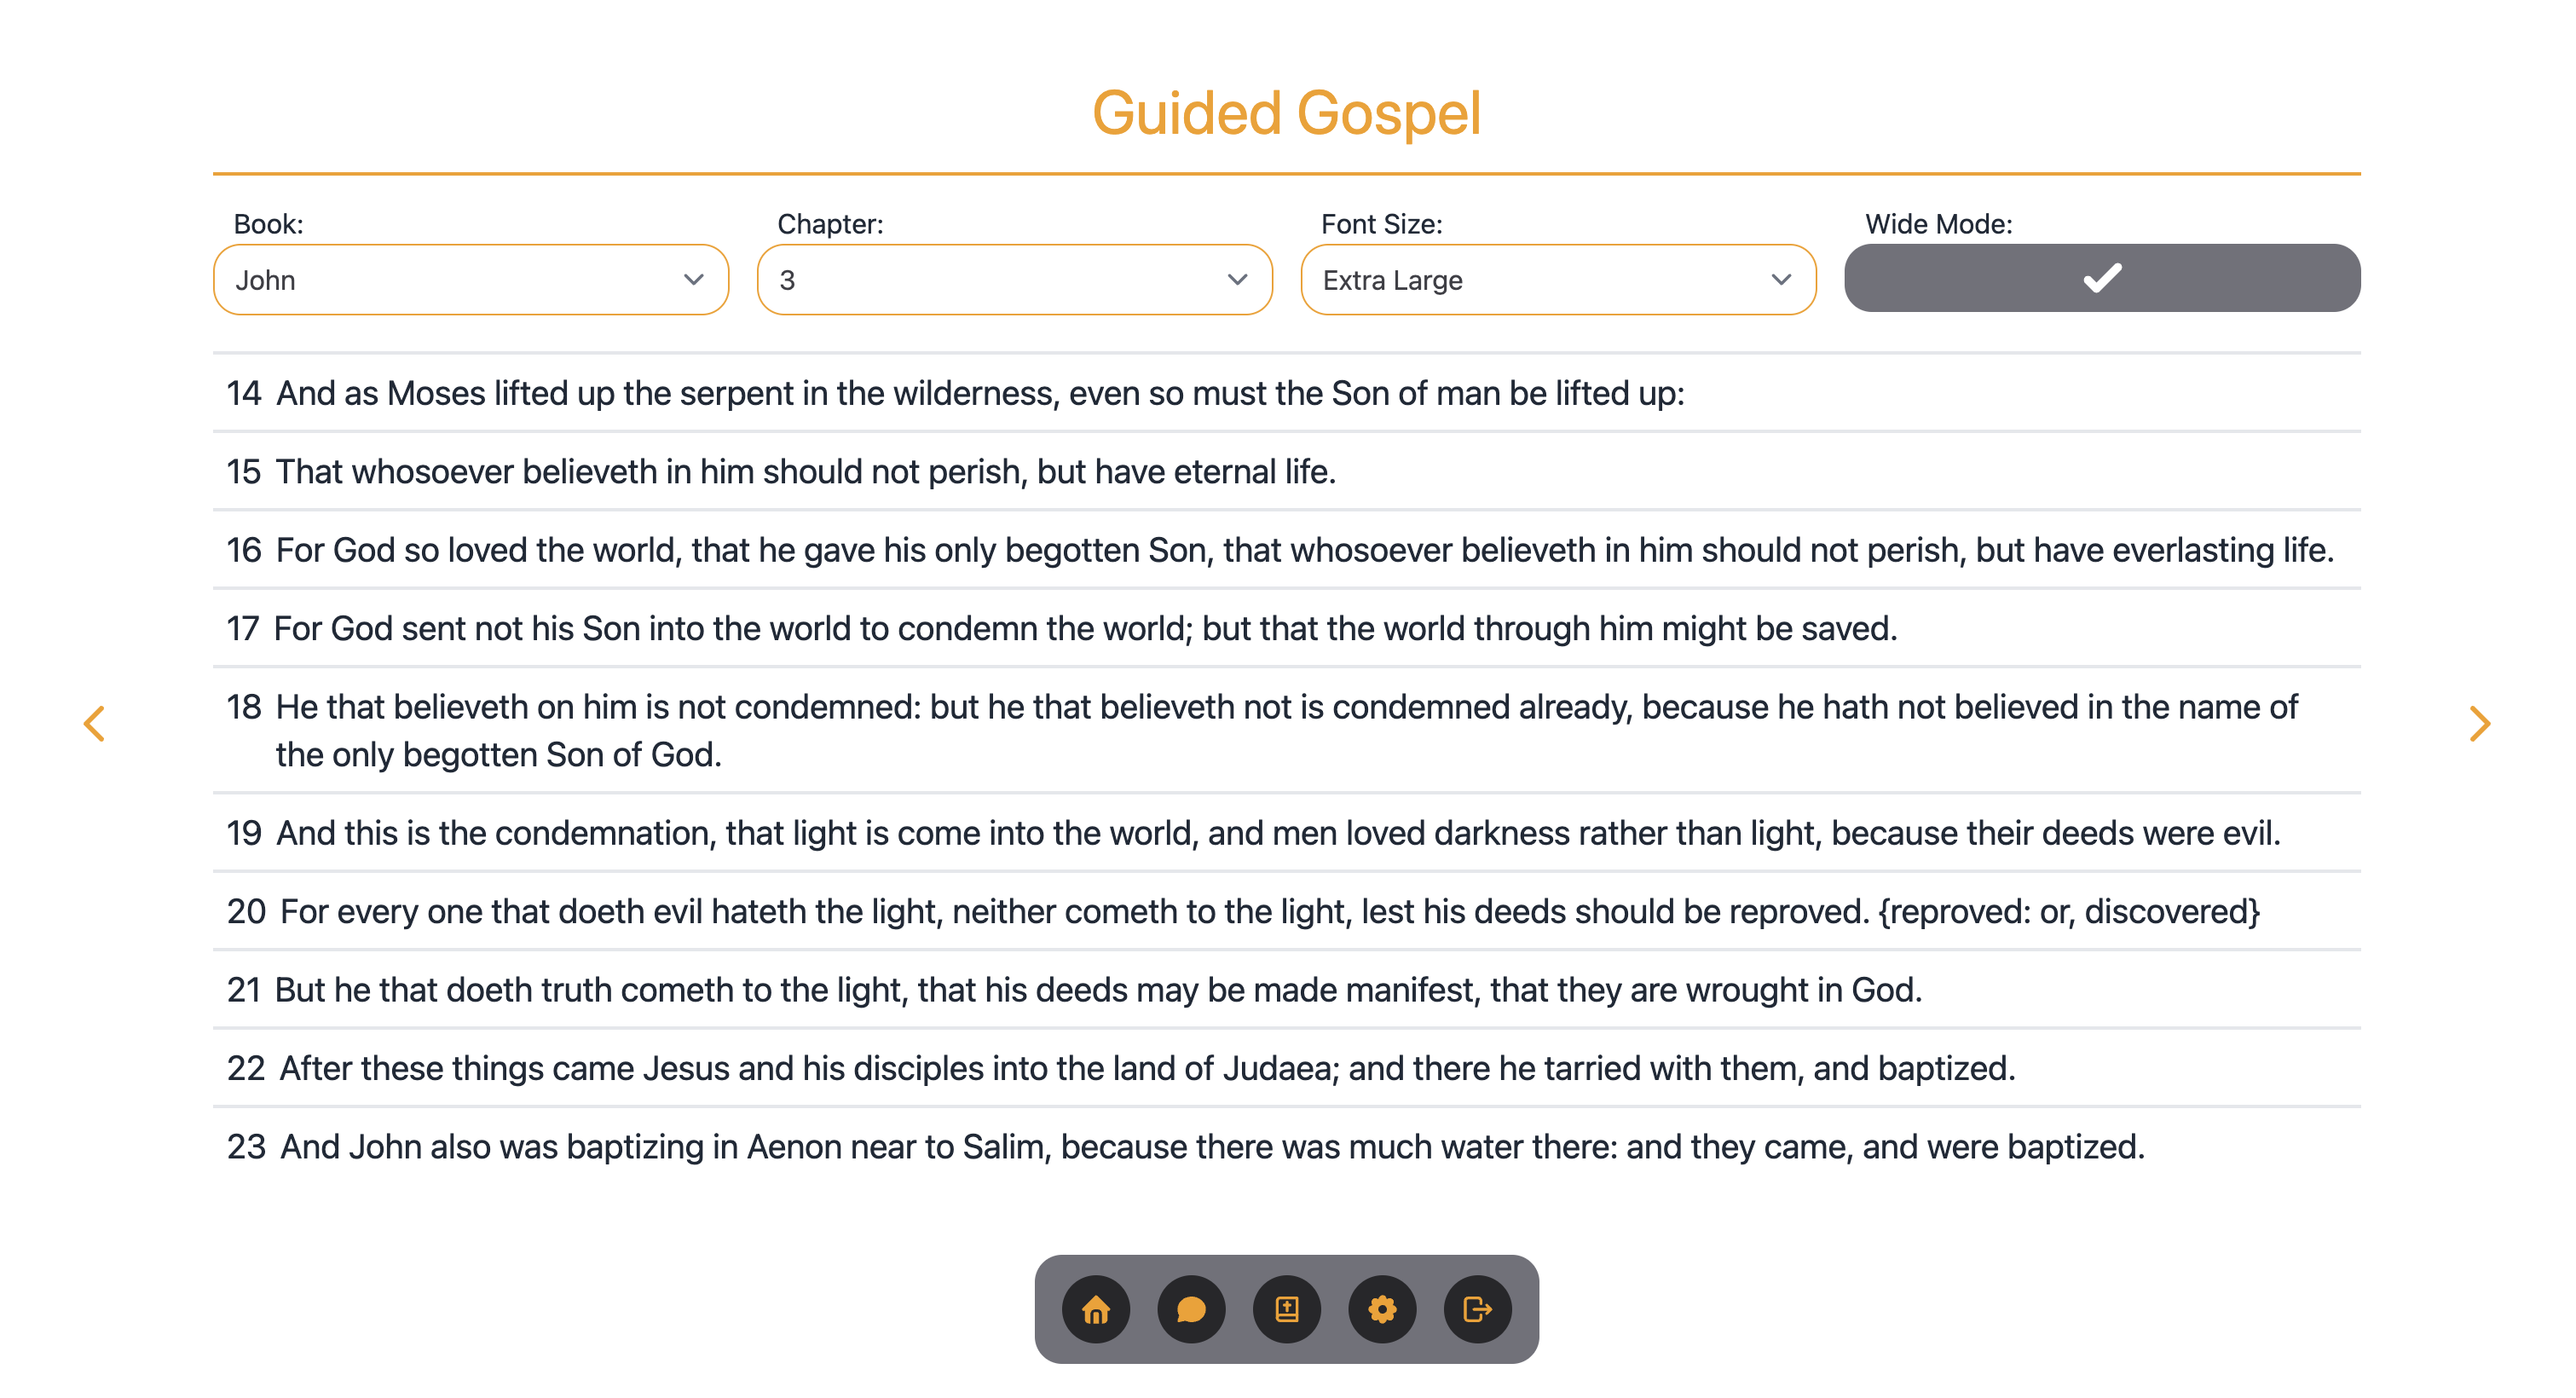 Guided Gospel
Book:
John
Chapter:
3
Font Size:
Extra Large
Wide Mode:
14 And as Moses lifted up the serpent in the wilderness, even so must the Son of man be lifted up:
15 That whosoever believeth in him should not perish, but have eternal life.
16 For God so loved the world, that he gave his only begotten Son, that whosoever believeth in him should not perish, but have everlasting life.
17 For God sent not his Son into the world to condemn the world; but that the world through him might be saved.
18 He that believeth on him is not condemned: but he that believeth not is condemned already, because he hath not believed in the name of
the only begotten Son of God.
19 And this is the condemnation, that light is come into the world, and men loved darkness rather than light, because their deeds were evil.
20 For every one that doeth evil hateth the light, neither cometh to the light, lest his deeds should be reproved. {reproved: or, discovered}
21 But he that doeth truth cometh to the light, that his deeds may be made manifest, that they are wrought in God.
22 After these things came Jesus and his disciples into the land of Judaea; and there he tarried with them, and baptized.
23 And John also was baptizing in Aenon near to Salim, because there was much water there: and they came, and were baptized.